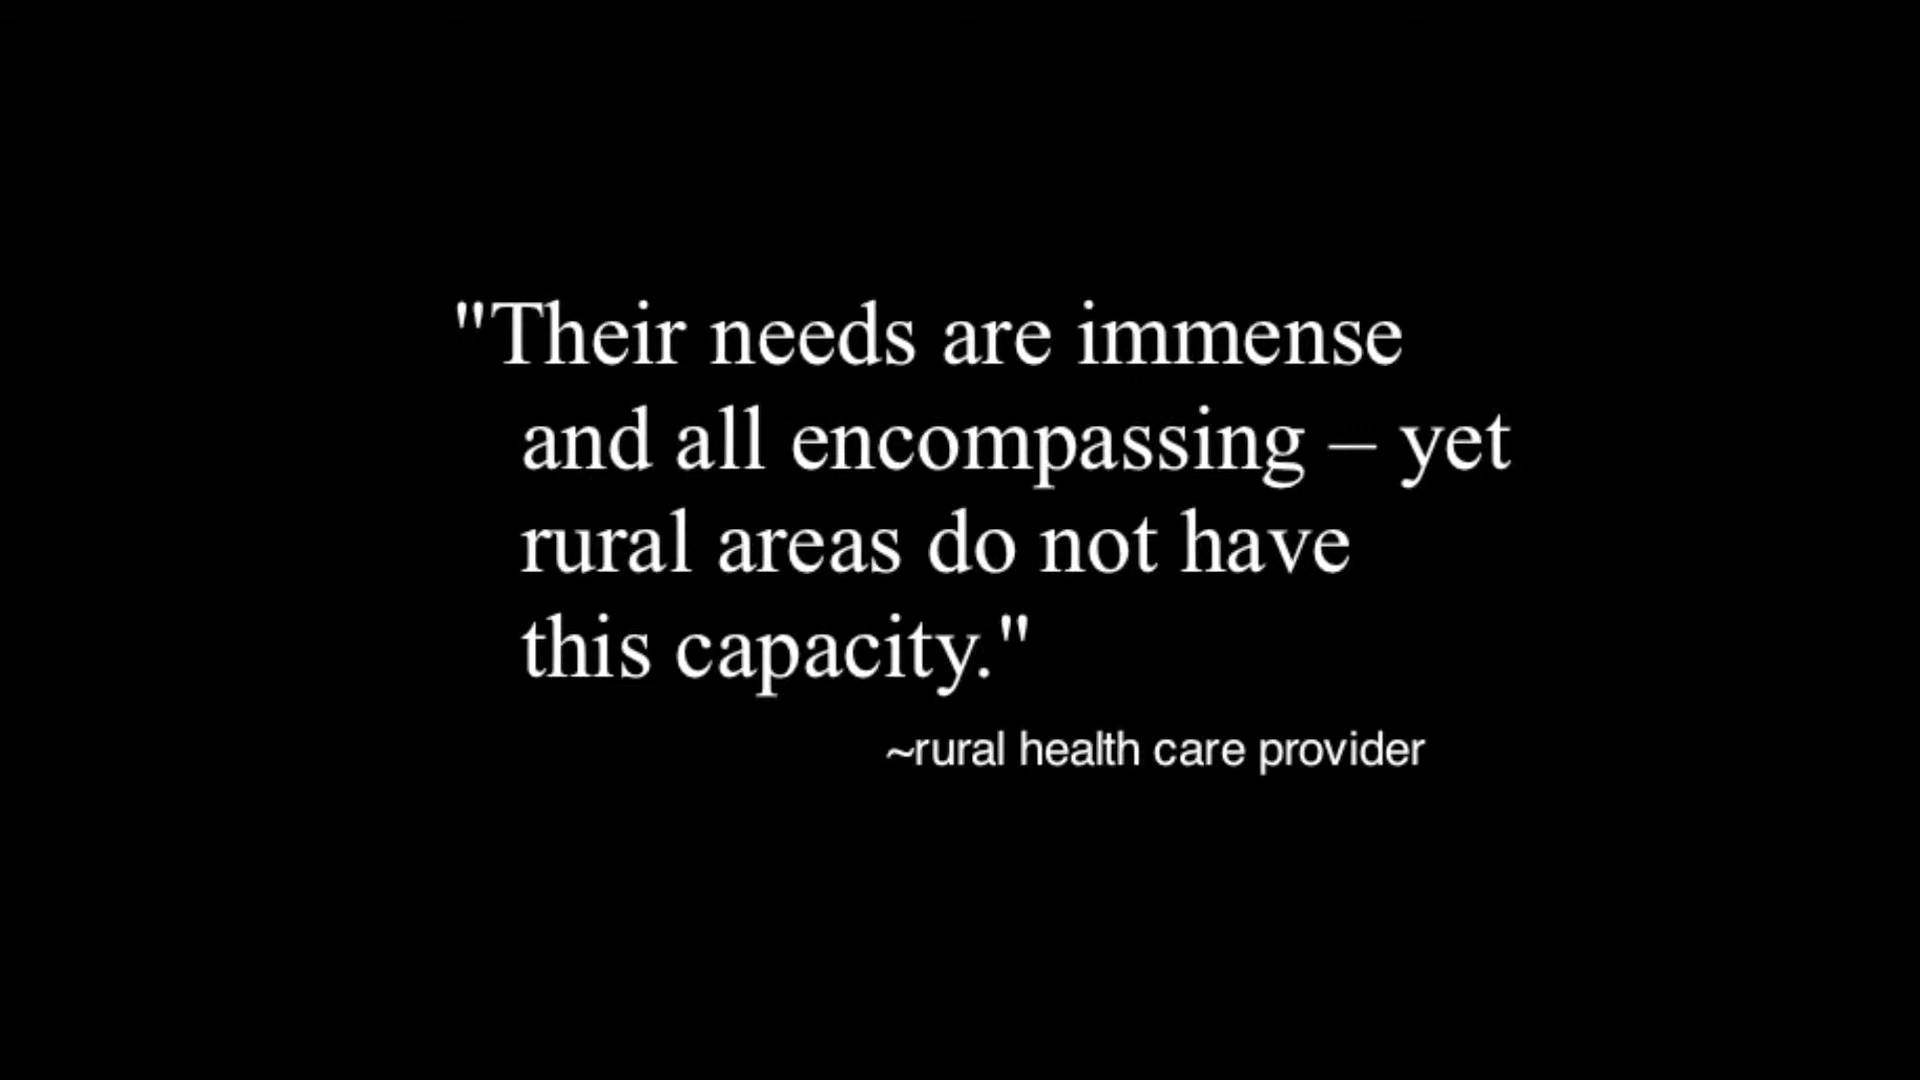 "Their needs are immense
and all encompassing – yet
rural areas do not have
this capacity."
~rural health care provider